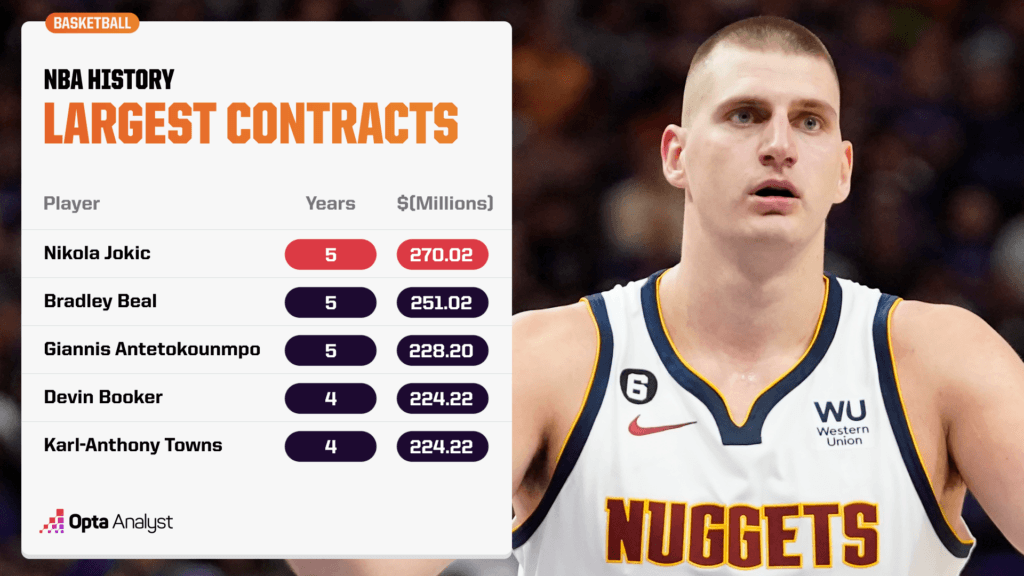 BASKETBALL
NBA HISTORY
LARGEST CONTRACTS
Player Years $(Millions)
Nikola Jokic 5 270.02
Bradley Beal 5 251.02
Giannis Antetokounmpo 5 228.20
Devin Booker 4 224.22
Karl-Anthony Towns 4 224.22
Opta Analyst
6
WU
Western
Union
NUGGETS